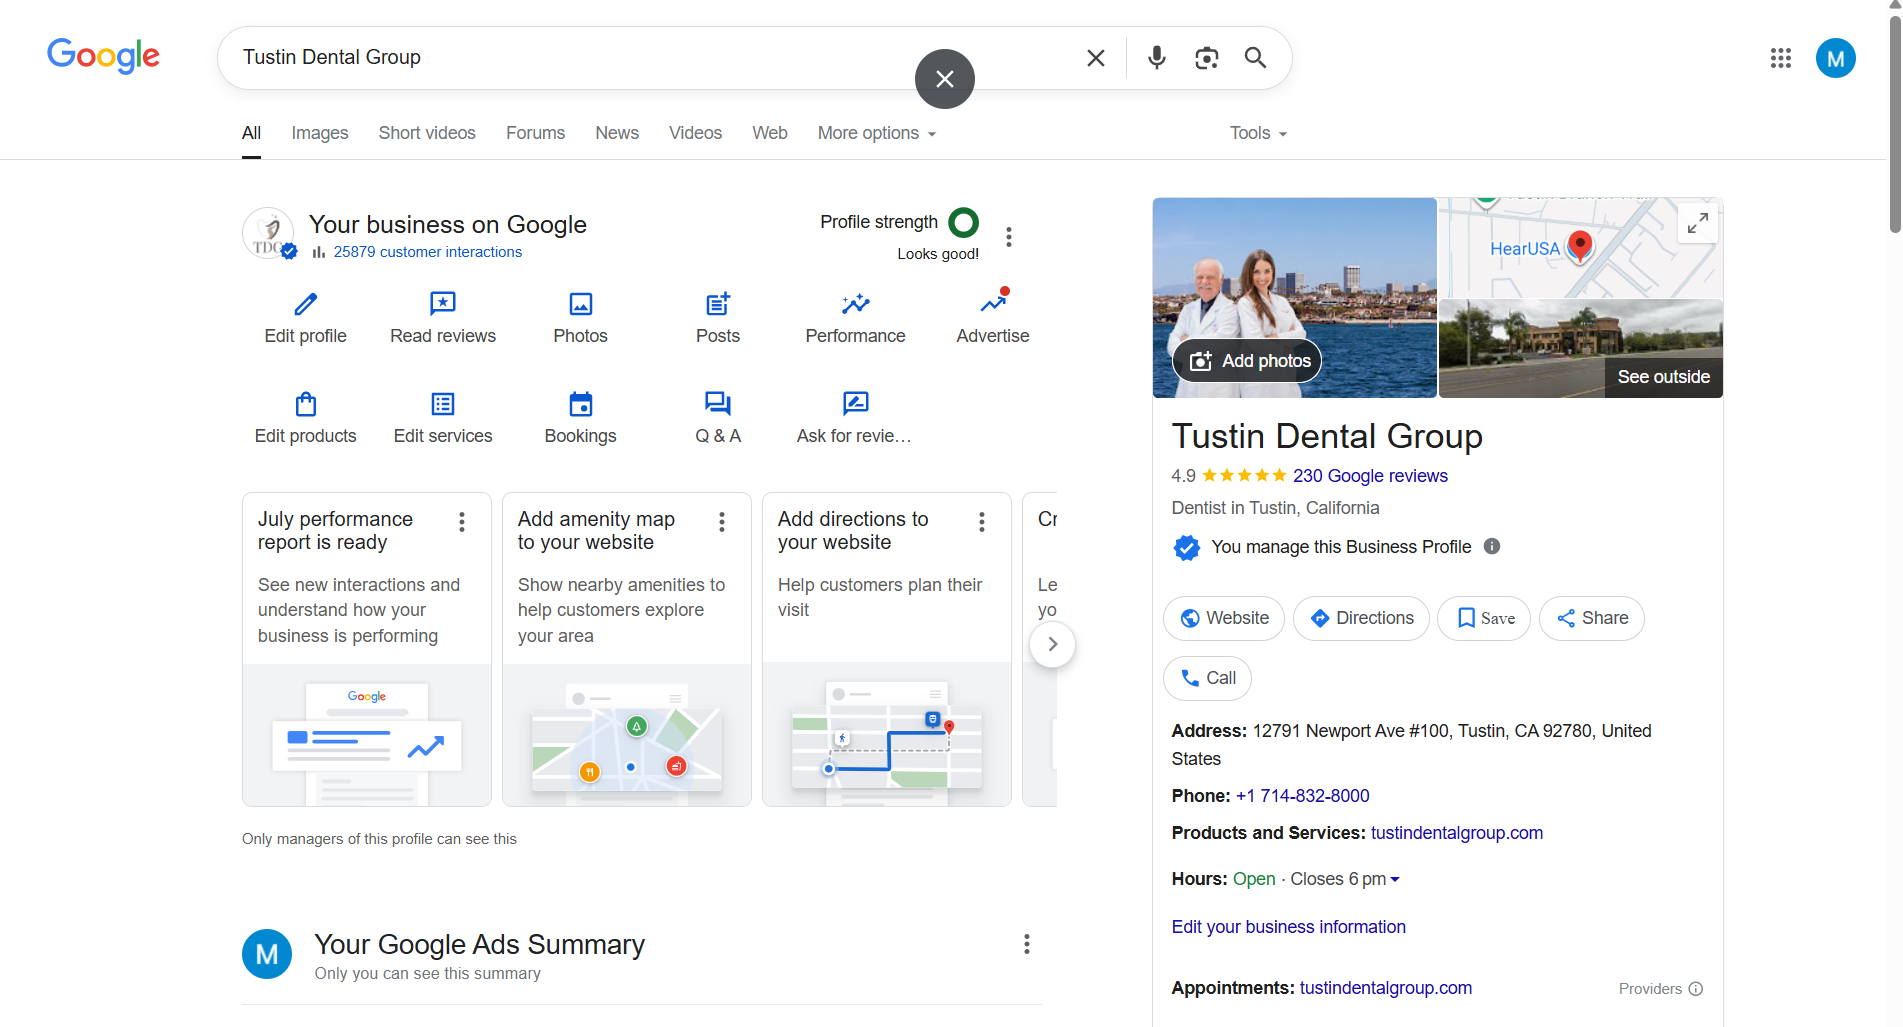 Google
Tustin Dental Group
M
All
Images
Short videos
Forums
News
Videos
Web
More options
Tools
TDG
Your business on Google
25879 customer interactions
Profile strength
Looks good!
Edit profile
Read reviews
Photos
Posts
Performance
Advertise
Edit products
Edit services
Bookings
Q & A
Ask for revie…
July performance
report is ready
See new interactions and
understand how your
business is performing
Google
Add amenity map
to your website
Show nearby amenities to
help customers explore
your area
Add directions to
your website
Help customers plan their
visit
Cr
Le
yo
Only managers of this profile can see this
M
Your Google Ads Summary
Only you can see this summary
Add photos
HearUSA
See outside
Tustin Dental Group
4.9
230 Google reviews
Dentist in Tustin, California
You manage this Business Profile
Website
Directions
Save
Share
Call
Address: 12791 Newport Ave #100, Tustin, CA 92780, United
States
Phone: +1 714-832-8000
Products and Services: tustindentalgroup.com
Hours: Open · Closes 6 pm
Edit your business information
Appointments: tustindentalgroup.com
Providers